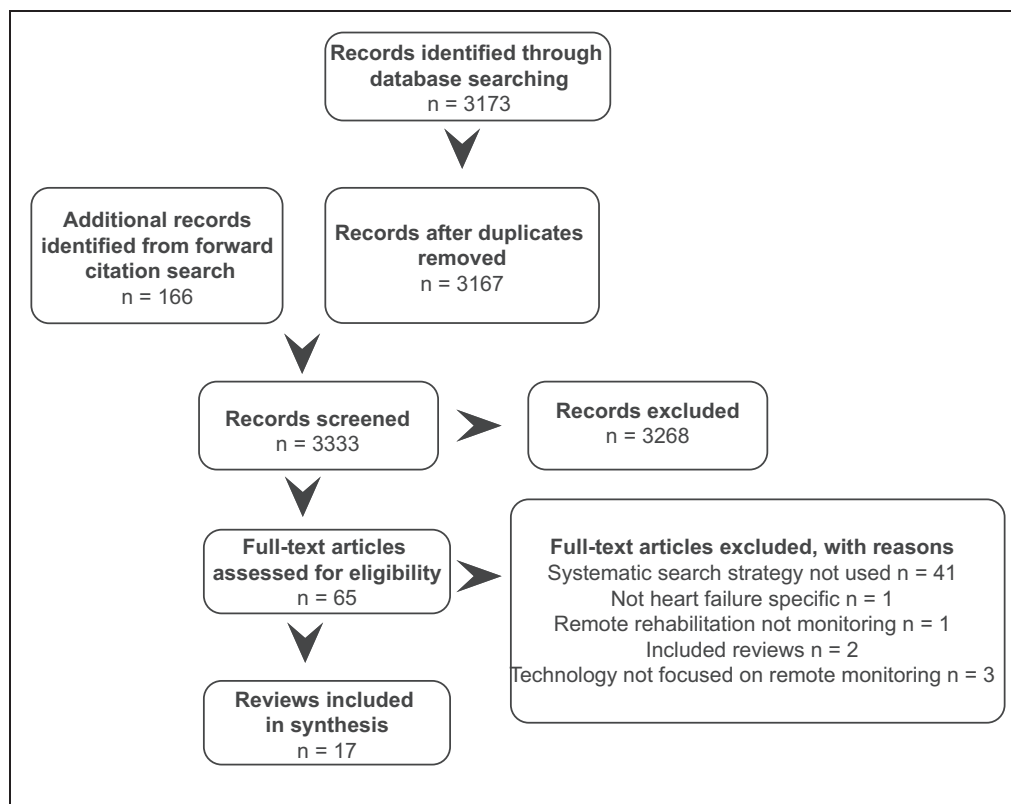 Records identified through
database searching
n = 3173
Additional records
identified from forward
citation search
n = 166
Records after duplicates
removed
n = 3167
Records screened
n = 3333
Records excluded
n = 3268
Full-text articles
assessed for eligibility
n = 65
Full-text articles excluded, with reasons
Systematic search strategy not used n = 41
Not heart failure specific n = 1
Remote rehabilitation not monitoring n = 1
Included reviews n = 2
Technology not focused on remote monitoring n = 3
Reviews included
in synthesis
n = 17